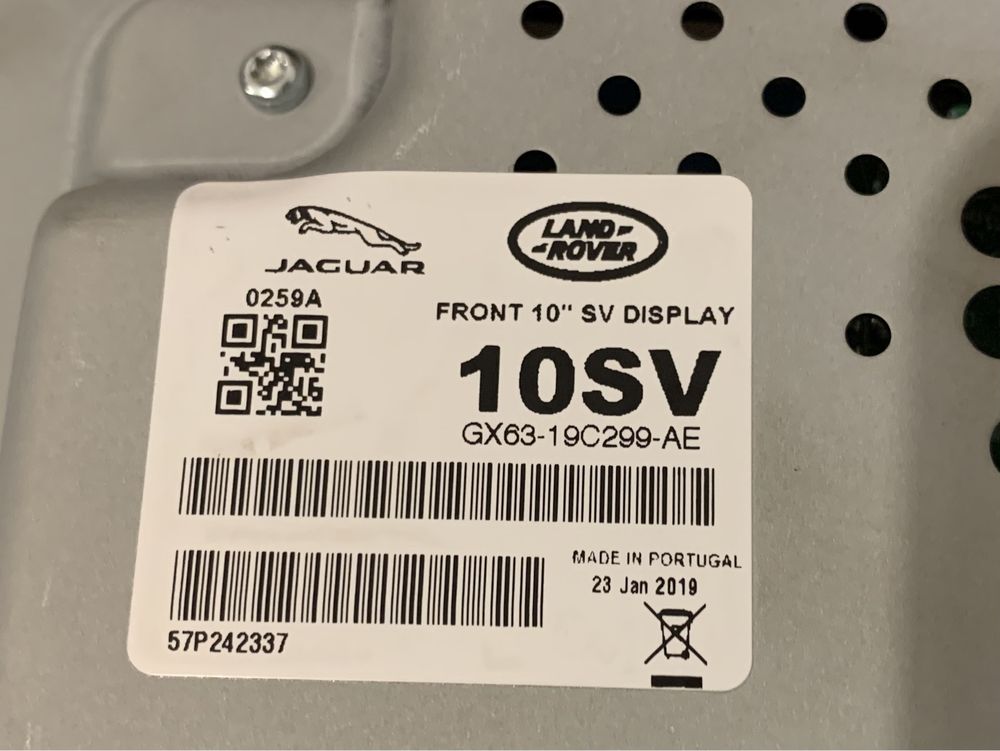 JAGUAR
LAND-
-ROVER
0259A
FRONT 10" SV DISPLAY
10SV
GX63-19C299-AE
MADE IN PORTUGAL
23 Jan 2019
57P242337